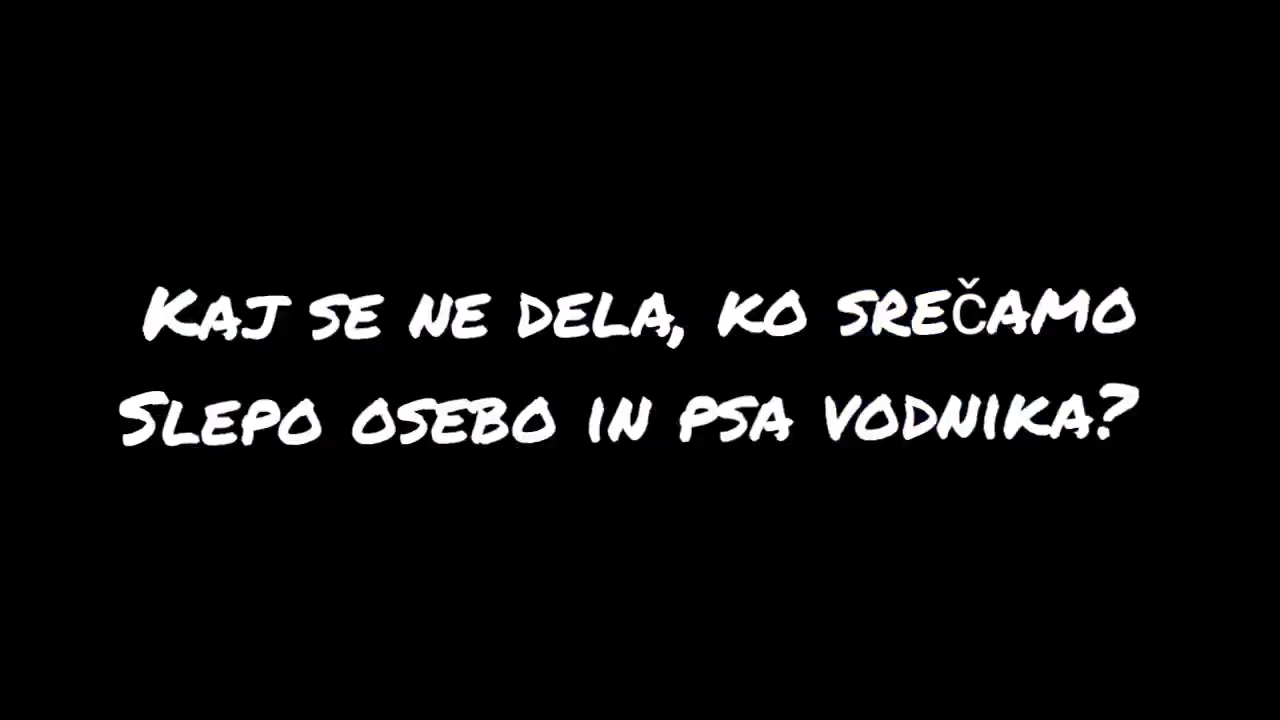 Kaj se ne dela, ko srečamo
Slepo osebo in psa vodnika?